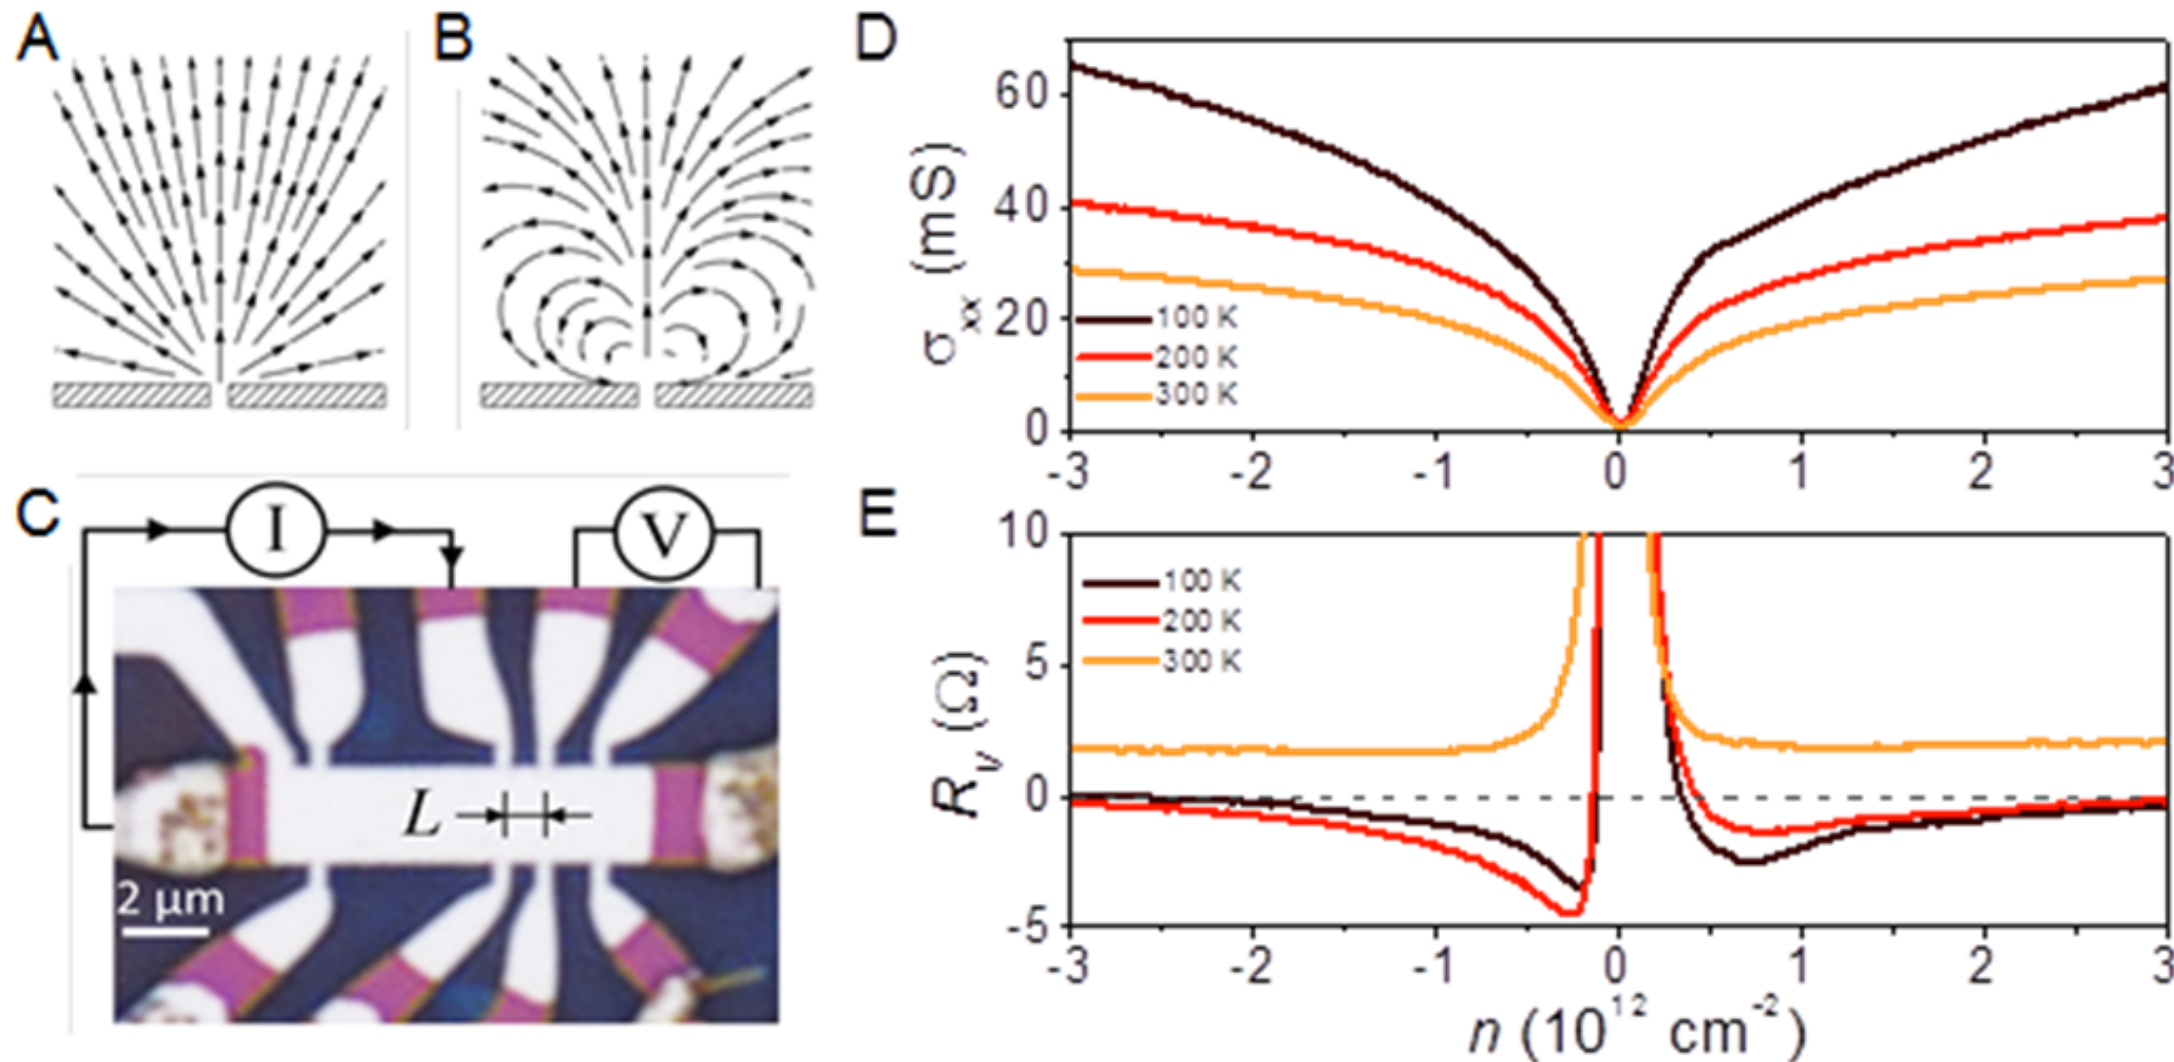 A
B
C
I
V
L
2 µm
D
σxx (mS)
60
40
20
0
100 K
200 K
300 K
-3 -2 -1 0 1 2 3
E
RV (Ω)
10
5
0
-5
100 K
200 K
300 K
-3 -2 -1 0 1 2 3
n (10¹² cm⁻²)